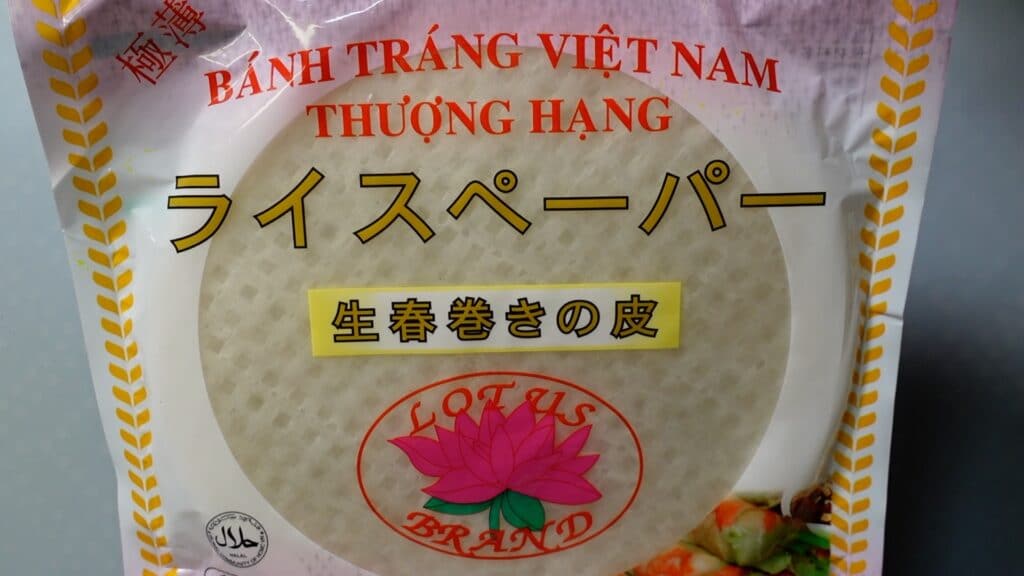 極薄
BÁNH TRÁNG VIỆT NAM
THƯỢNG HẠNG
ライスペーパー
生春巻きの皮
LOTUS
BRAND
حلال
HALAL